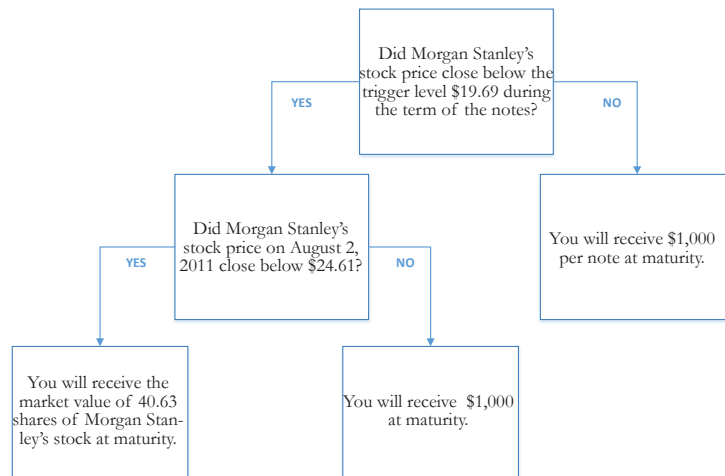 Did Morgan Stanley's
stock price close below the
trigger level $19.69 during
the term of the notes?
YES
NO
Did Morgan Stanley's
stock price on August 2,
2011 close below $24.61?
You will receive $1,000
per note at maturity.
YES
NO
You will receive the
market value of 40.63
shares of Morgan Stan-
ley's stock at maturity.
You will receive $1,000
at maturity.